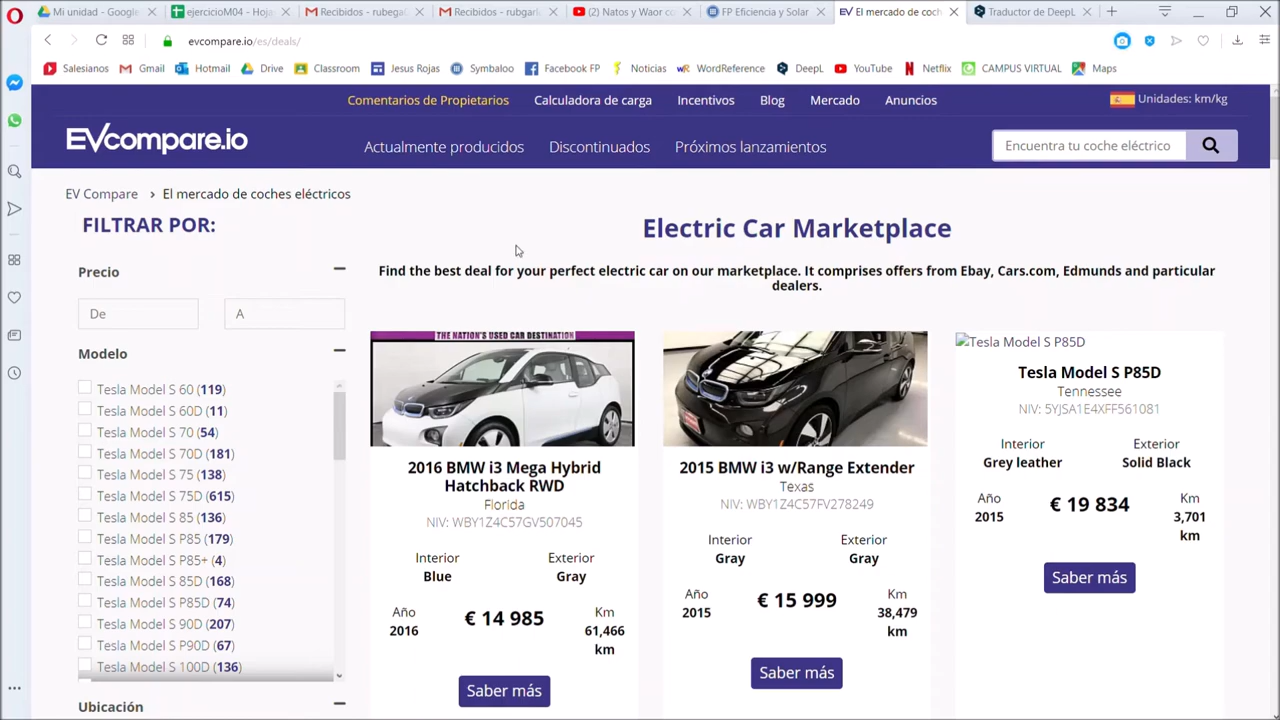 Mi unidad - Google
ejercicioM04 - Hoja
Recibidos - rubega
Recibidos - rubgark
(2) Natos y Waor co
FP Eficiencia y Solar
EV El mercado de coch
Traductor de DeepL
evcompare.io/es/deals/
Salesianos
Gmail
Hotmail
Drive
Classroom
Jesus Rojas
Symbaloo
Facebook FP
Noticias
WordReference
DeepL
YouTube
Netflix
CAMPUS VIRTUAL
Maps
Comentarios de Propietarios
Calculadora de carga
Incentivos
Blog
Mercado
Anuncios
Unidades: km/kg
EVcompare.io
Actualmente producidos
Discontinuados
Próximos lanzamientos
Encuentra tu coche eléctrico
EV Compare > El mercado de coches eléctricos
FILTRAR POR:
Precio
De
A
Modelo
Tesla Model S 60 (119)
Tesla Model S 60D (11)
Tesla Model S 70 (54)
Tesla Model S 70D (181)
Tesla Model S 75 (138)
Tesla Model S 75D (615)
Tesla Model S 85 (136)
Tesla Model S P85 (179)
Tesla Model S P85+ (4)
Tesla Model S 85D (168)
Tesla Model S P85D (74)
Tesla Model S 90D (207)
Tesla Model S P90D (67)
Tesla Model S 100D (136)
Ubicación
Electric Car Marketplace
Find the best deal for your perfect electric car on our marketplace. It comprises offers from Ebay, Cars.com, Edmunds and particular
dealers.
THE NATION'S USED CAR DESTINATION
2016 BMW i3 Mega Hybrid
Hatchback RWD
Florida
NIV: WBY1Z4C57GV507045
Interior
Blue
Exterior
Gray
Año
2016
€ 14 985
Km
61,466
km
Saber más
2015 BMW i3 w/Range Extender
Texas
NIV: WBY1Z4C57FV278249
Interior
Gray
Exterior
Gray
Año
2015
€ 15 999
Km
38,479
km
Saber más
Tesla Model S P85D
Tesla Model S P85D
Tennessee
NIV: 5YJSA1E4XFF561081
Interior
Grey leather
Exterior
Solid Black
Año
2015
€ 19 834
Km
3,701
km
Saber más